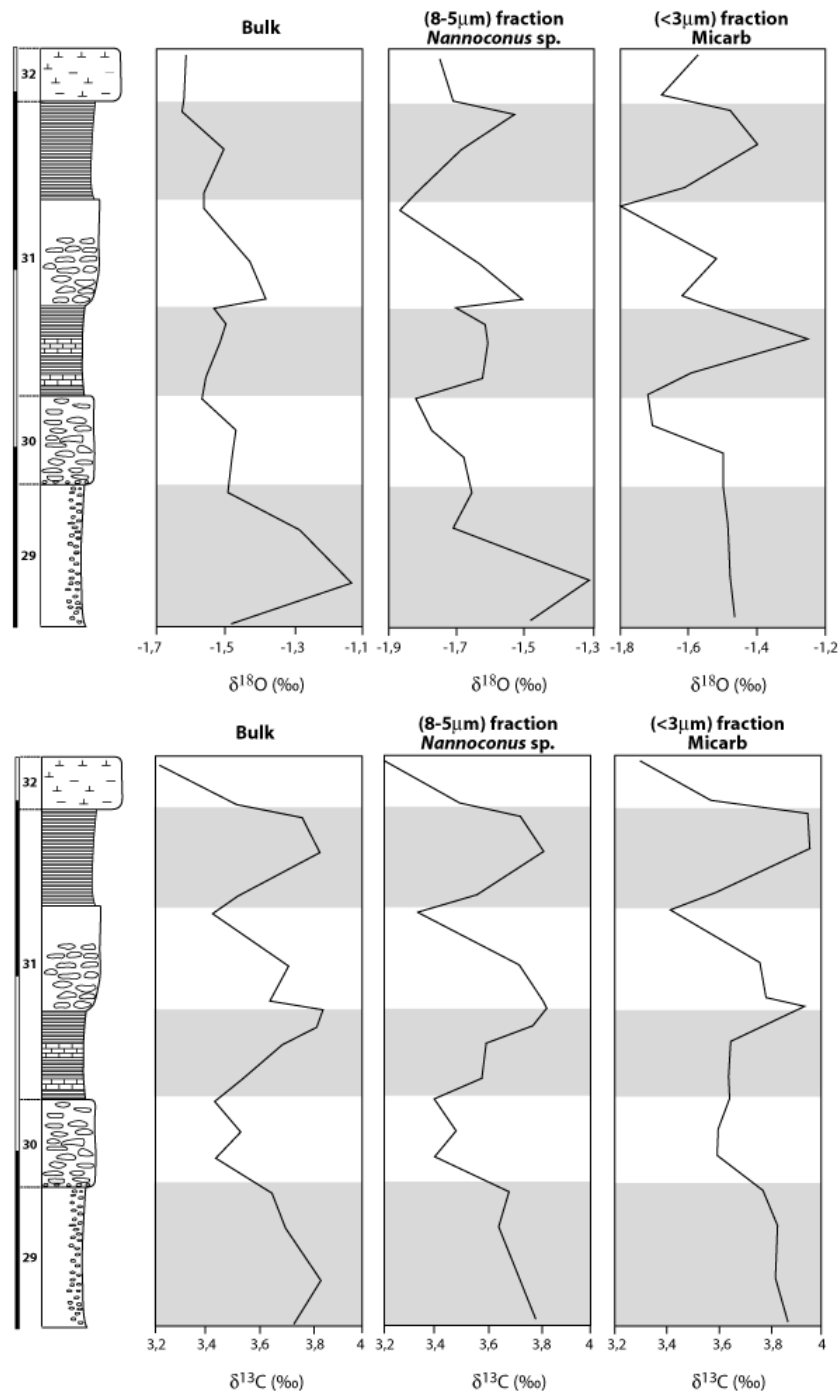 Bulk
(8-5μm) fraction
Nannoconus sp.
(<3μm) fraction
Micarb
32
31
30
29
-1,7
-1,5
-1,3
-1,1
-1,9
-1,7
-1,5
-1,3
-1,8
-1,6
-1,4
-1,2
δ18O (‰)
δ18O (‰)
δ18O (‰)
Bulk
(8-5μm) fraction
Nannoconus sp.
(<3μm) fraction
Micarb
32
31
30
29
3,2
3,4
3,6
3,8
4
3,2
3,4
3,6
3,8
4
3,2
3,4
3,6
3,8
4
δ13C (‰)
δ13C (‰)
δ13C (‰)